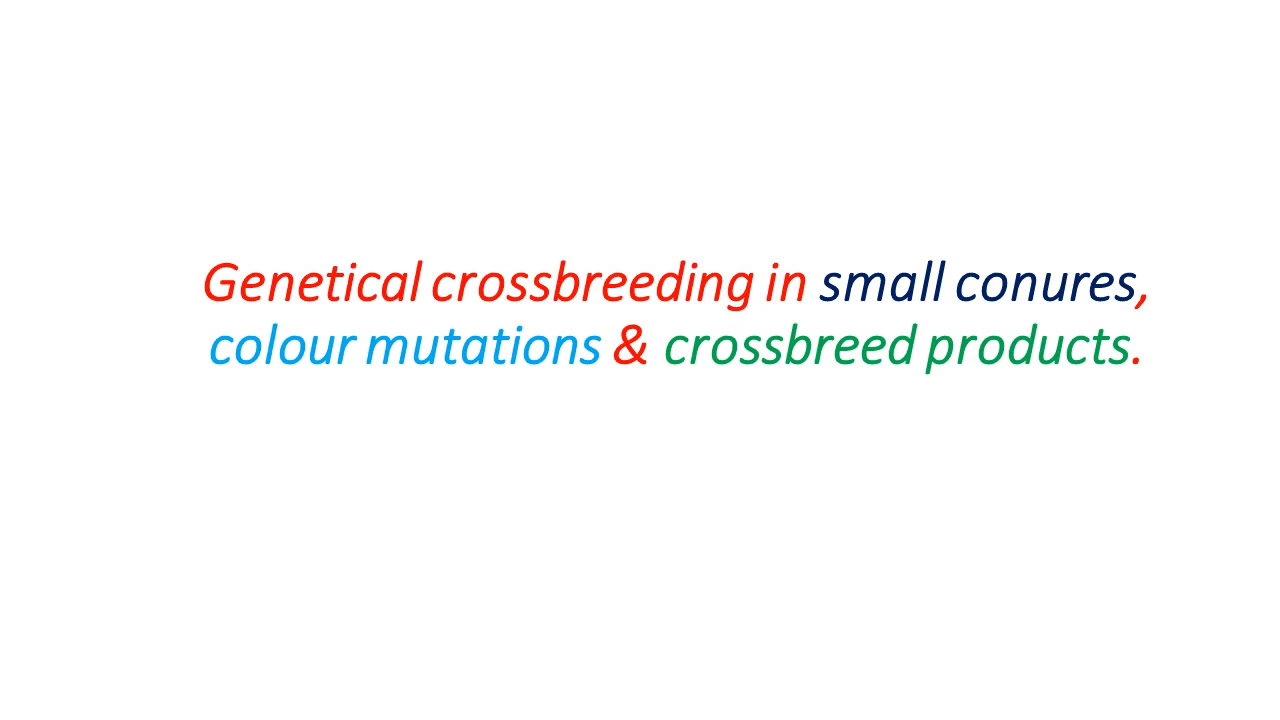 Genetical crossbreeding in small conures,
colour mutations & crossbreed products.